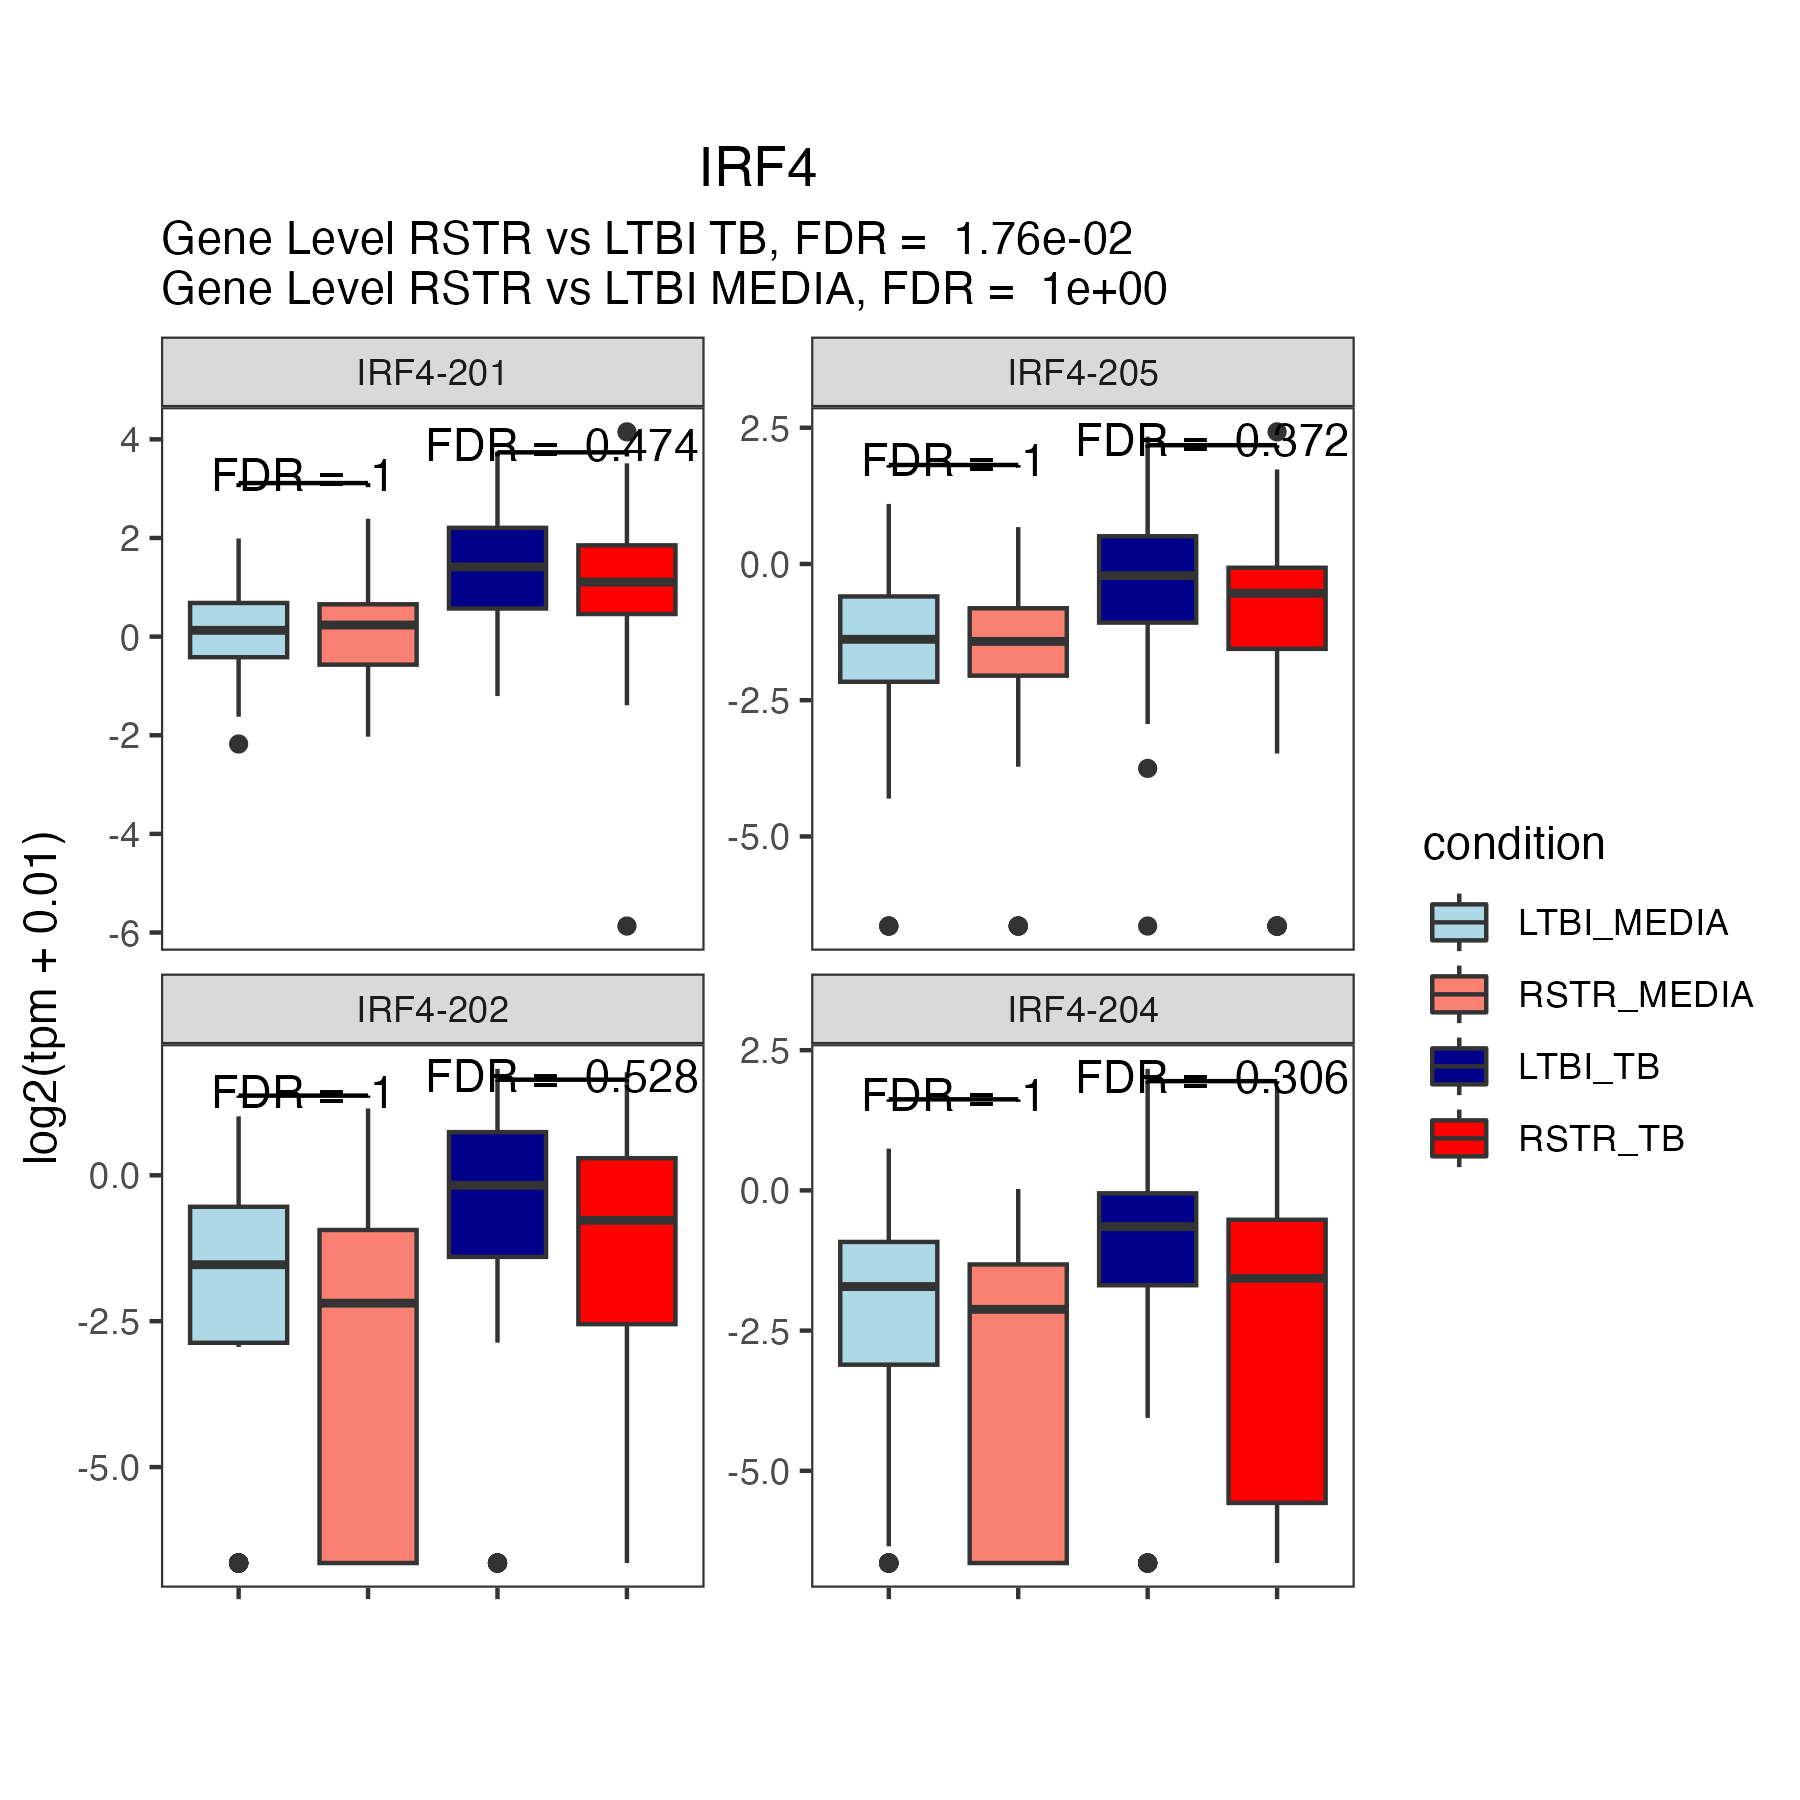 IRF4
Gene Level RSTR vs LTBI TB, FDR =  1.76e-02
Gene Level RSTR vs LTBI MEDIA, FDR =  1e+00
log2(tpm + 0.01)
IRF4-201
4
2
0
-2
-4
-6
FDR =  1
FDR =  0.474
IRF4-205
2.5
0.0
-2.5
-5.0
FDR =  1
FDR =  0.372
IRF4-202
0.0
-2.5
-5.0
FDR =  1
FDR =  0.528
IRF4-204
2.5
0.0
-2.5
-5.0
FDR =  1
FDR =  0.306
condition
LTBI_MEDIA
RSTR_MEDIA
LTBI_TB
RSTR_TB